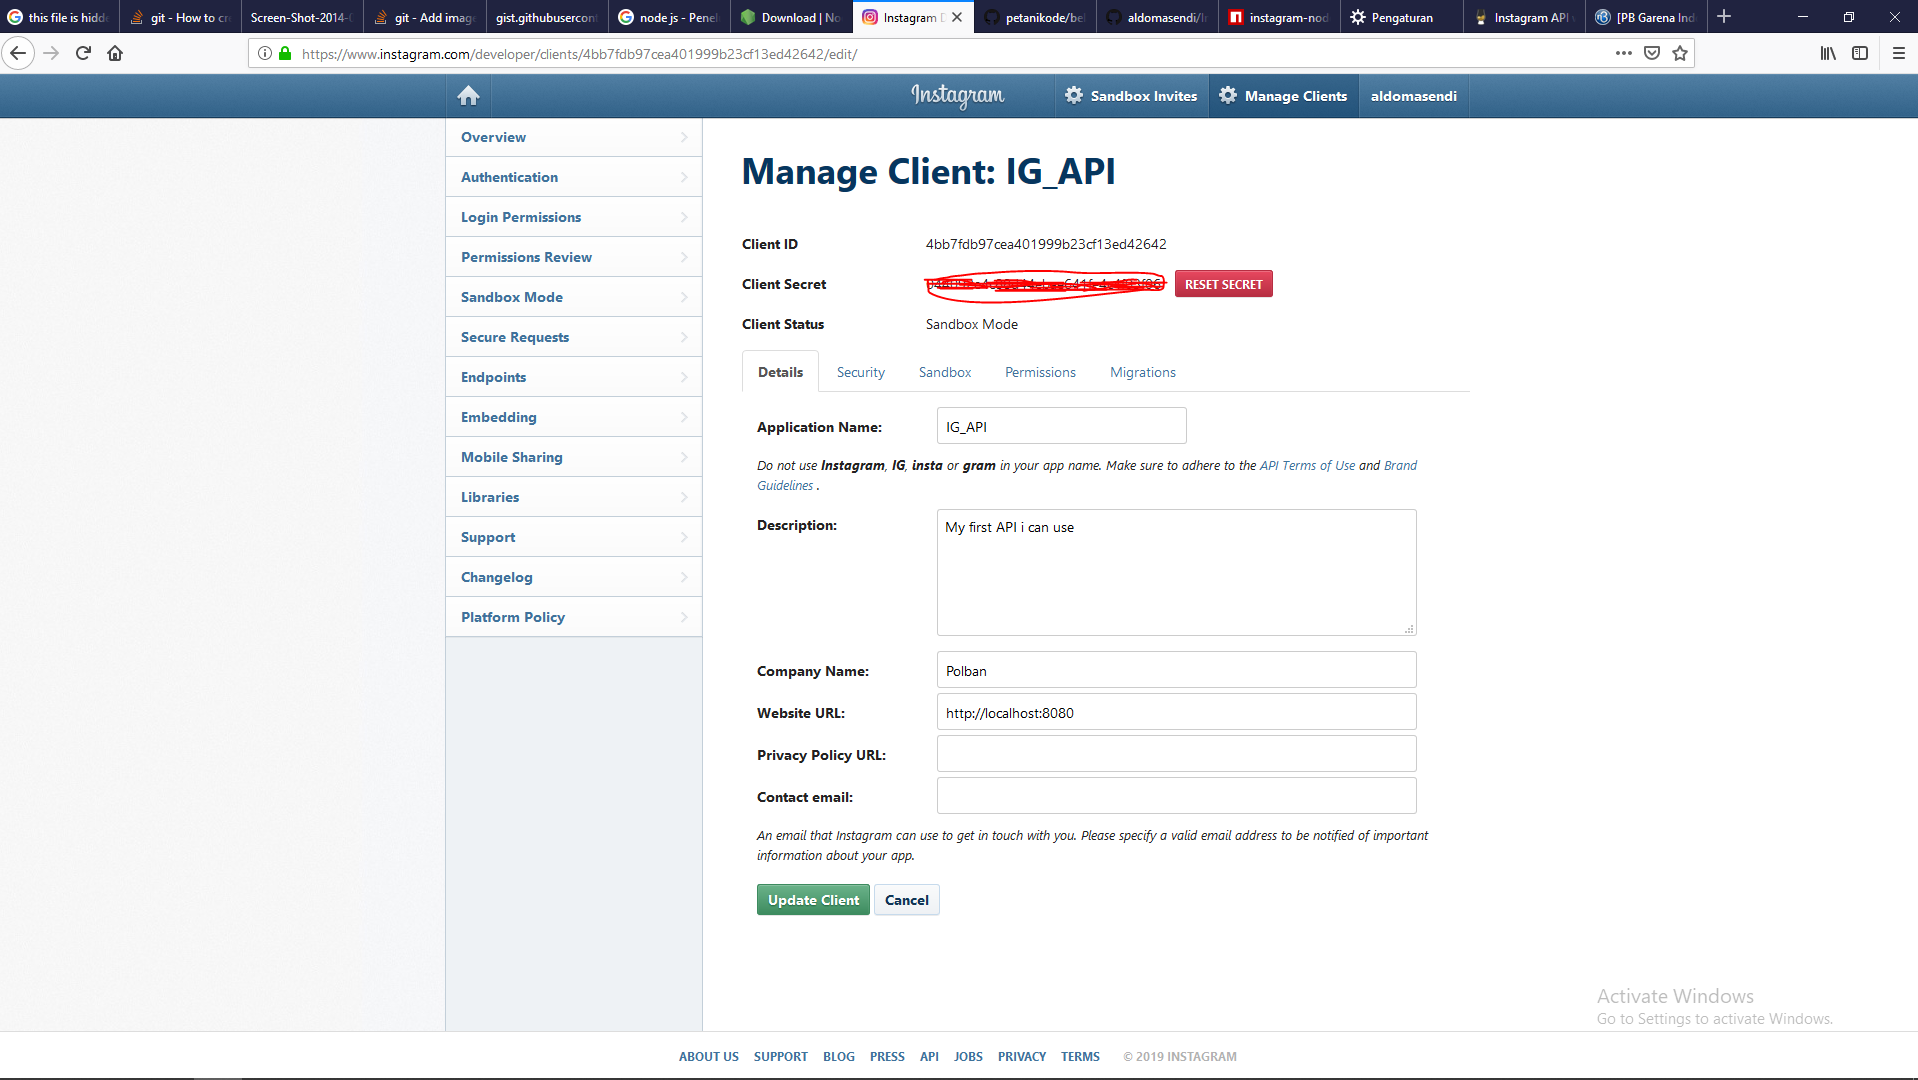 this file is hidd
git - How to cr
Screen-Shot-2014-
git - Add image
gist.githubusercont
node js - Penel
Download | No
Instagram D
petanikode/be
aldomasendi/I
instagram-nod
Pengaturan
Instagram API
[PB Garena Ind
https://www.instagram.com/developer/clients/4bb7fdb97cea401999b23cf13ed42642/edit/
Instagram
Sandbox Invites
Manage Clients
aldomasendi
Overview
Authentication
Login Permissions
Permissions Review
Sandbox Mode
Secure Requests
Endpoints
Embedding
Mobile Sharing
Libraries
Support
Changelog
Platform Policy
Manage Client: IG_API
Client ID 4bb7fdb97cea401999b23cf13ed42642
Client Secret RESET SECRET
Client Status Sandbox Mode
Details Security Sandbox Permissions Migrations
Application Name: IG_API
Do not use Instagram, IG, insta or gram in your app name. Make sure to adhere to the API Terms of Use and Brand
Guidelines .
Description: My first API i can use
Company Name: Polban
Website URL: http://localhost:8080
Privacy Policy URL:
Contact email:
An email that Instagram can use to get in touch with you. Please specify a valid email address to be notified of important
information about your app.
Update Client Cancel
Activate Windows
Go to Settings to activate Windows.
ABOUT US SUPPORT BLOG PRESS API JOBS PRIVACY TERMS © 2019 INSTAGRAM